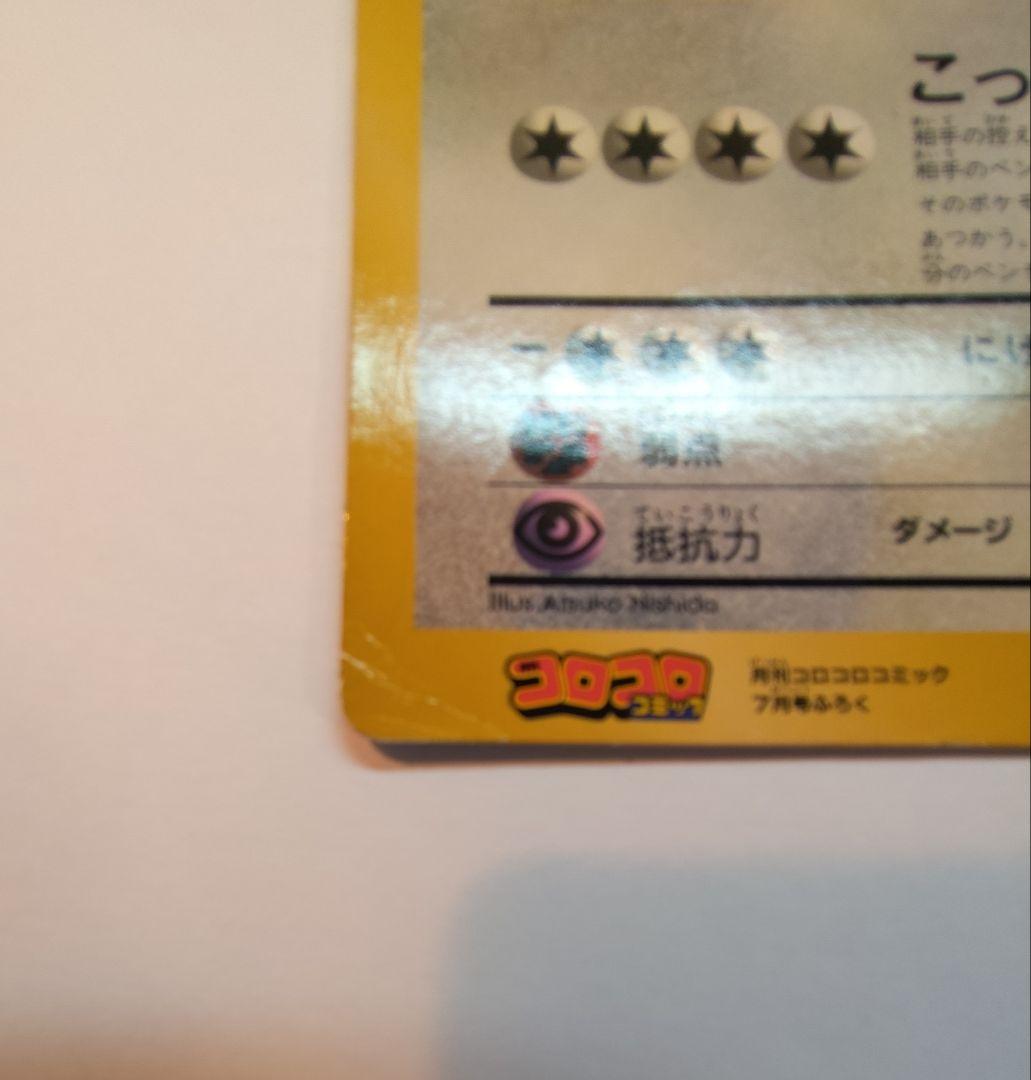 こっ
相手の控え
相手のベン
そのポケモ
あつかう。
分のベンチ
にげ
弱点
ていこうりょく
抵抗力 ダメージ
Illus. Atsuko Nishida
コロコロ
コミック
月刊コロコロコミック
7月号ふろく